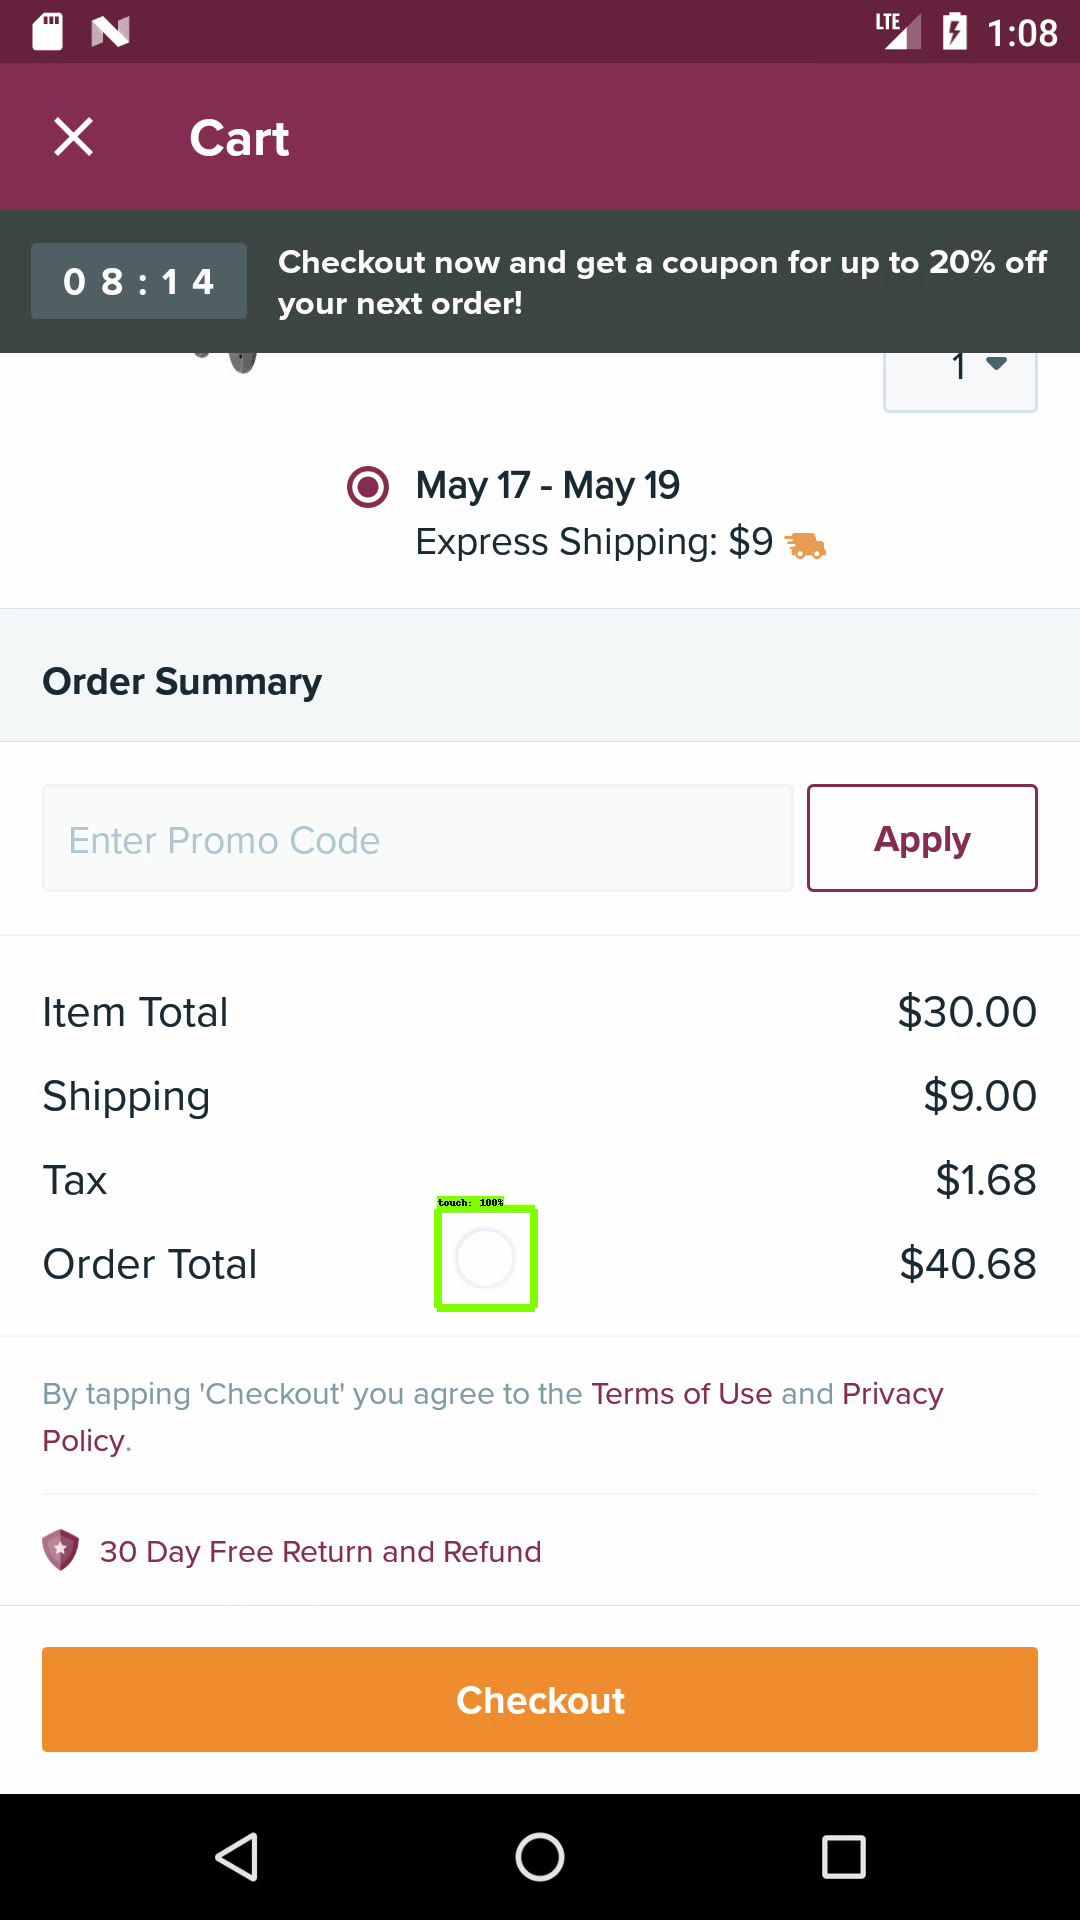 LTE 1:08
Cart
08:14
Checkout now and get a coupon for up to 20% off
your next order!
1
May 17 - May 19
Express Shipping: $9
Order Summary
Enter Promo Code
Apply
Item Total $30.00
Shipping $9.00
Tax $1.68
touch: 100%
Order Total $40.68
By tapping 'Checkout' you agree to the Terms of Use and Privacy
Policy.
30 Day Free Return and Refund
Checkout